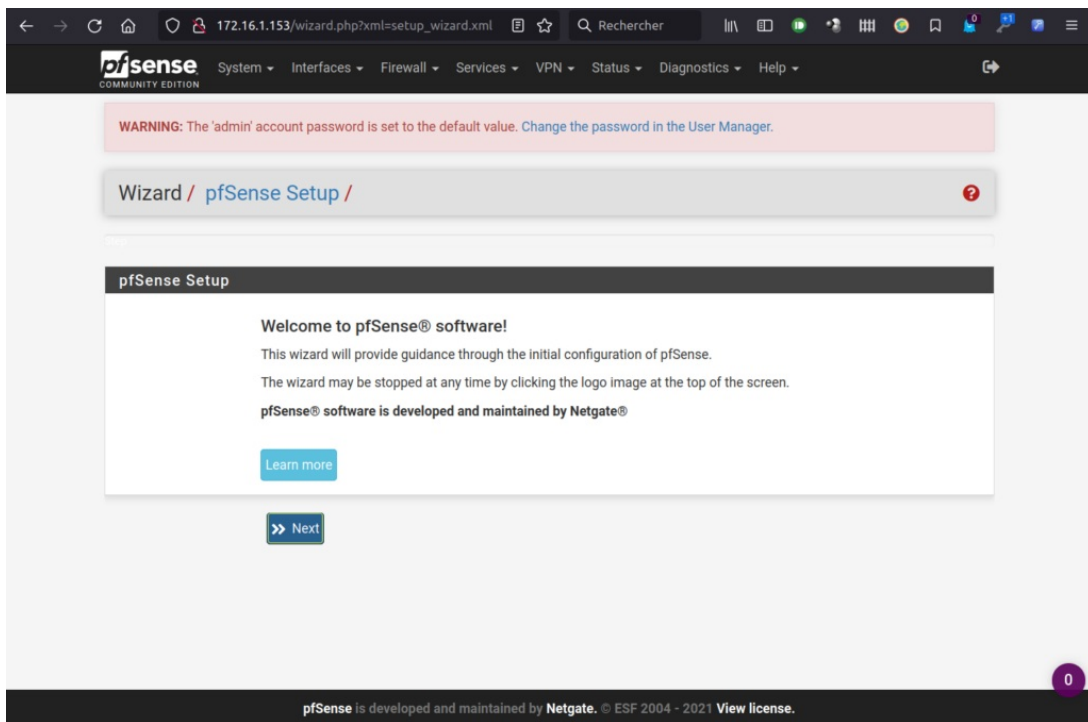 172.16.1.153/wizard.php?xml=setup_wizard.xml Rechercher 0 +1
pfsense System Interfaces Firewall Services VPN Status Diagnostics Help
COMMUNITY EDITION
WARNING: The 'admin' account password is set to the default value. Change the password in the User Manager.
Wizard / pfSense Setup /
pfSense Setup
Welcome to pfSense® software!
This wizard will provide guidance through the initial configuration of pfSense.
The wizard may be stopped at any time by clicking the logo image at the top of the screen.
pfSense® software is developed and maintained by Netgate®
Learn more
Next
0
pfSense is developed and maintained by Netgate. © ESF 2004 - 2021 View license.